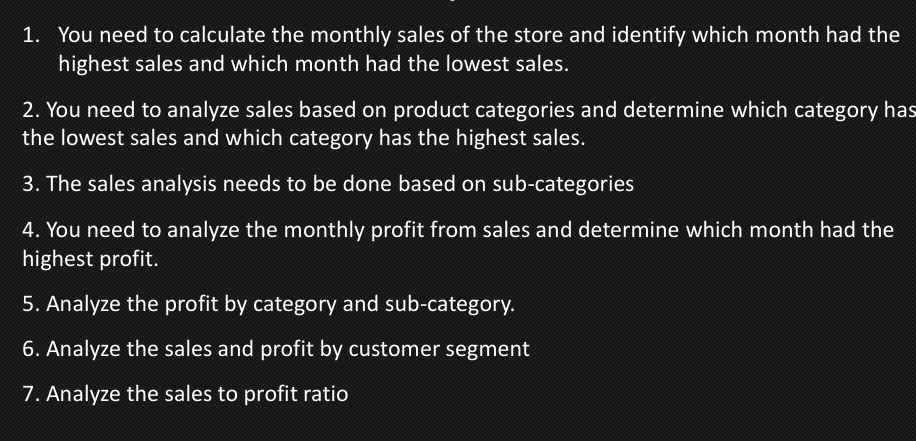 1. You need to calculate the monthly sales of the store and identify which month had the
highest sales and which month had the lowest sales.
2. You need to analyze sales based on product categories and determine which category has
the lowest sales and which category has the highest sales.
3. The sales analysis needs to be done based on sub-categories
4. You need to analyze the monthly profit from sales and determine which month had the
highest profit.
5. Analyze the profit by category and sub-category.
6. Analyze the sales and profit by customer segment
7. Analyze the sales to profit ratio